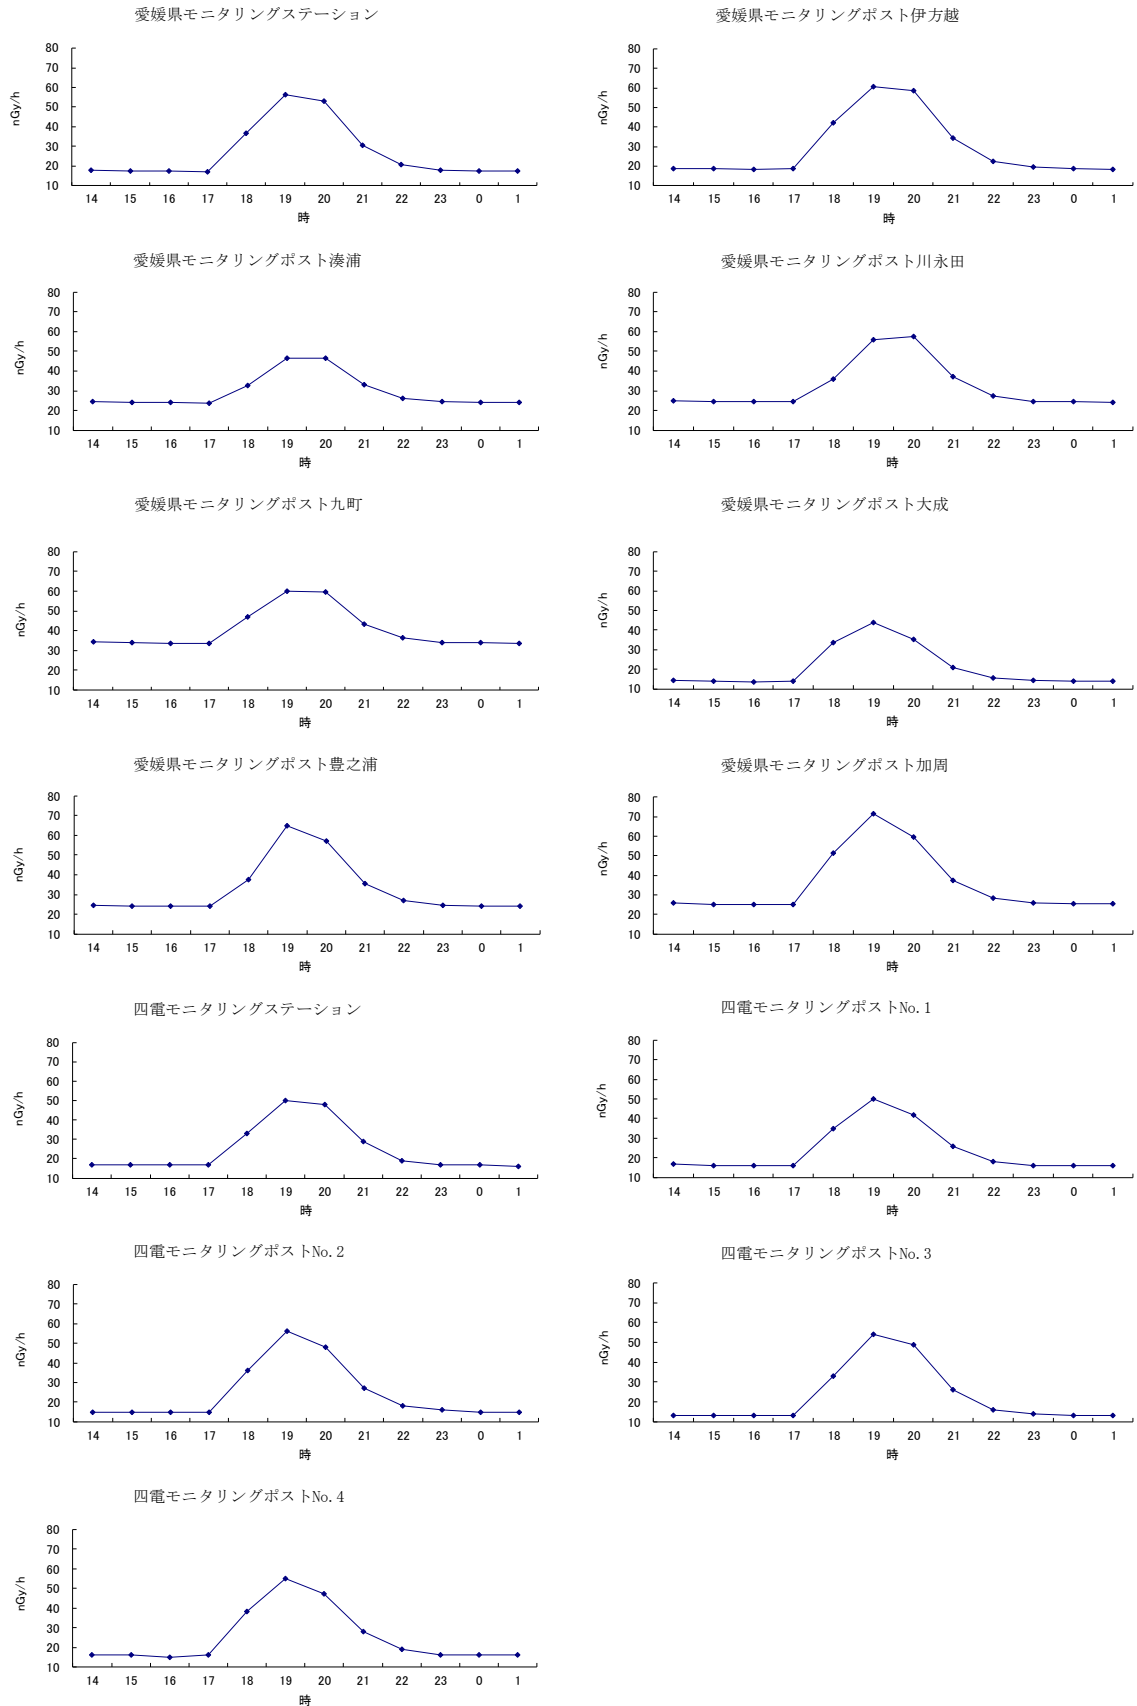 愛媛県モニタリングステーション
80
70
60
50
40
30
20
10
nGy/h
14 15 16 17 18 19 20 21 22 23 0 1
時
愛媛県モニタリングポスト伊方越
80
70
60
50
40
30
20
10
nGy/h
14 15 16 17 18 19 20 21 22 23 0 1
時
愛媛県モニタリングポスト湊浦
80
70
60
50
40
30
20
10
nGy/h
14 15 16 17 18 19 20 21 22 23 0 1
時
愛媛県モニタリングポスト川永田
80
70
60
50
40
30
20
10
nGy/h
14 15 16 17 18 19 20 21 22 23 0 1
時
愛媛県モニタリングポスト九町
80
70
60
50
40
30
20
10
nGy/h
14 15 16 17 18 19 20 21 22 23 0 1
時
愛媛県モニタリングポスト大成
80
70
60
50
40
30
20
10
nGy/h
14 15 16 17 18 19 20 21 22 23 0 1
時
愛媛県モニタリングポスト豊之浦
80
70
60
50
40
30
20
10
nGy/h
14 15 16 17 18 19 20 21 22 23 0 1
時
愛媛県モニタリングポスト加周
80
70
60
50
40
30
20
10
nGy/h
14 15 16 17 18 19 20 21 22 23 0 1
時
四電モニタリングステーション
80
70
60
50
40
30
20
10
nGy/h
14 15 16 17 18 19 20 21 22 23 0 1
時
四電モニタリングポストNo.1
80
70
60
50
40
30
20
10
nGy/h
14 15 16 17 18 19 20 21 22 23 0 1
時
四電モニタリングポストNo.2
80
70
60
50
40
30
20
10
nGy/h
14 15 16 17 18 19 20 21 22 23 0 1
時
四電モニタリングポストNo.3
80
70
60
50
40
30
20
10
nGy/h
14 15 16 17 18 19 20 21 22 23 0 1
時
四電モニタリングポストNo.4
80
70
60
50
40
30
20
10
nGy/h
14 15 16 17 18 19 20 21 22 23 0 1
時